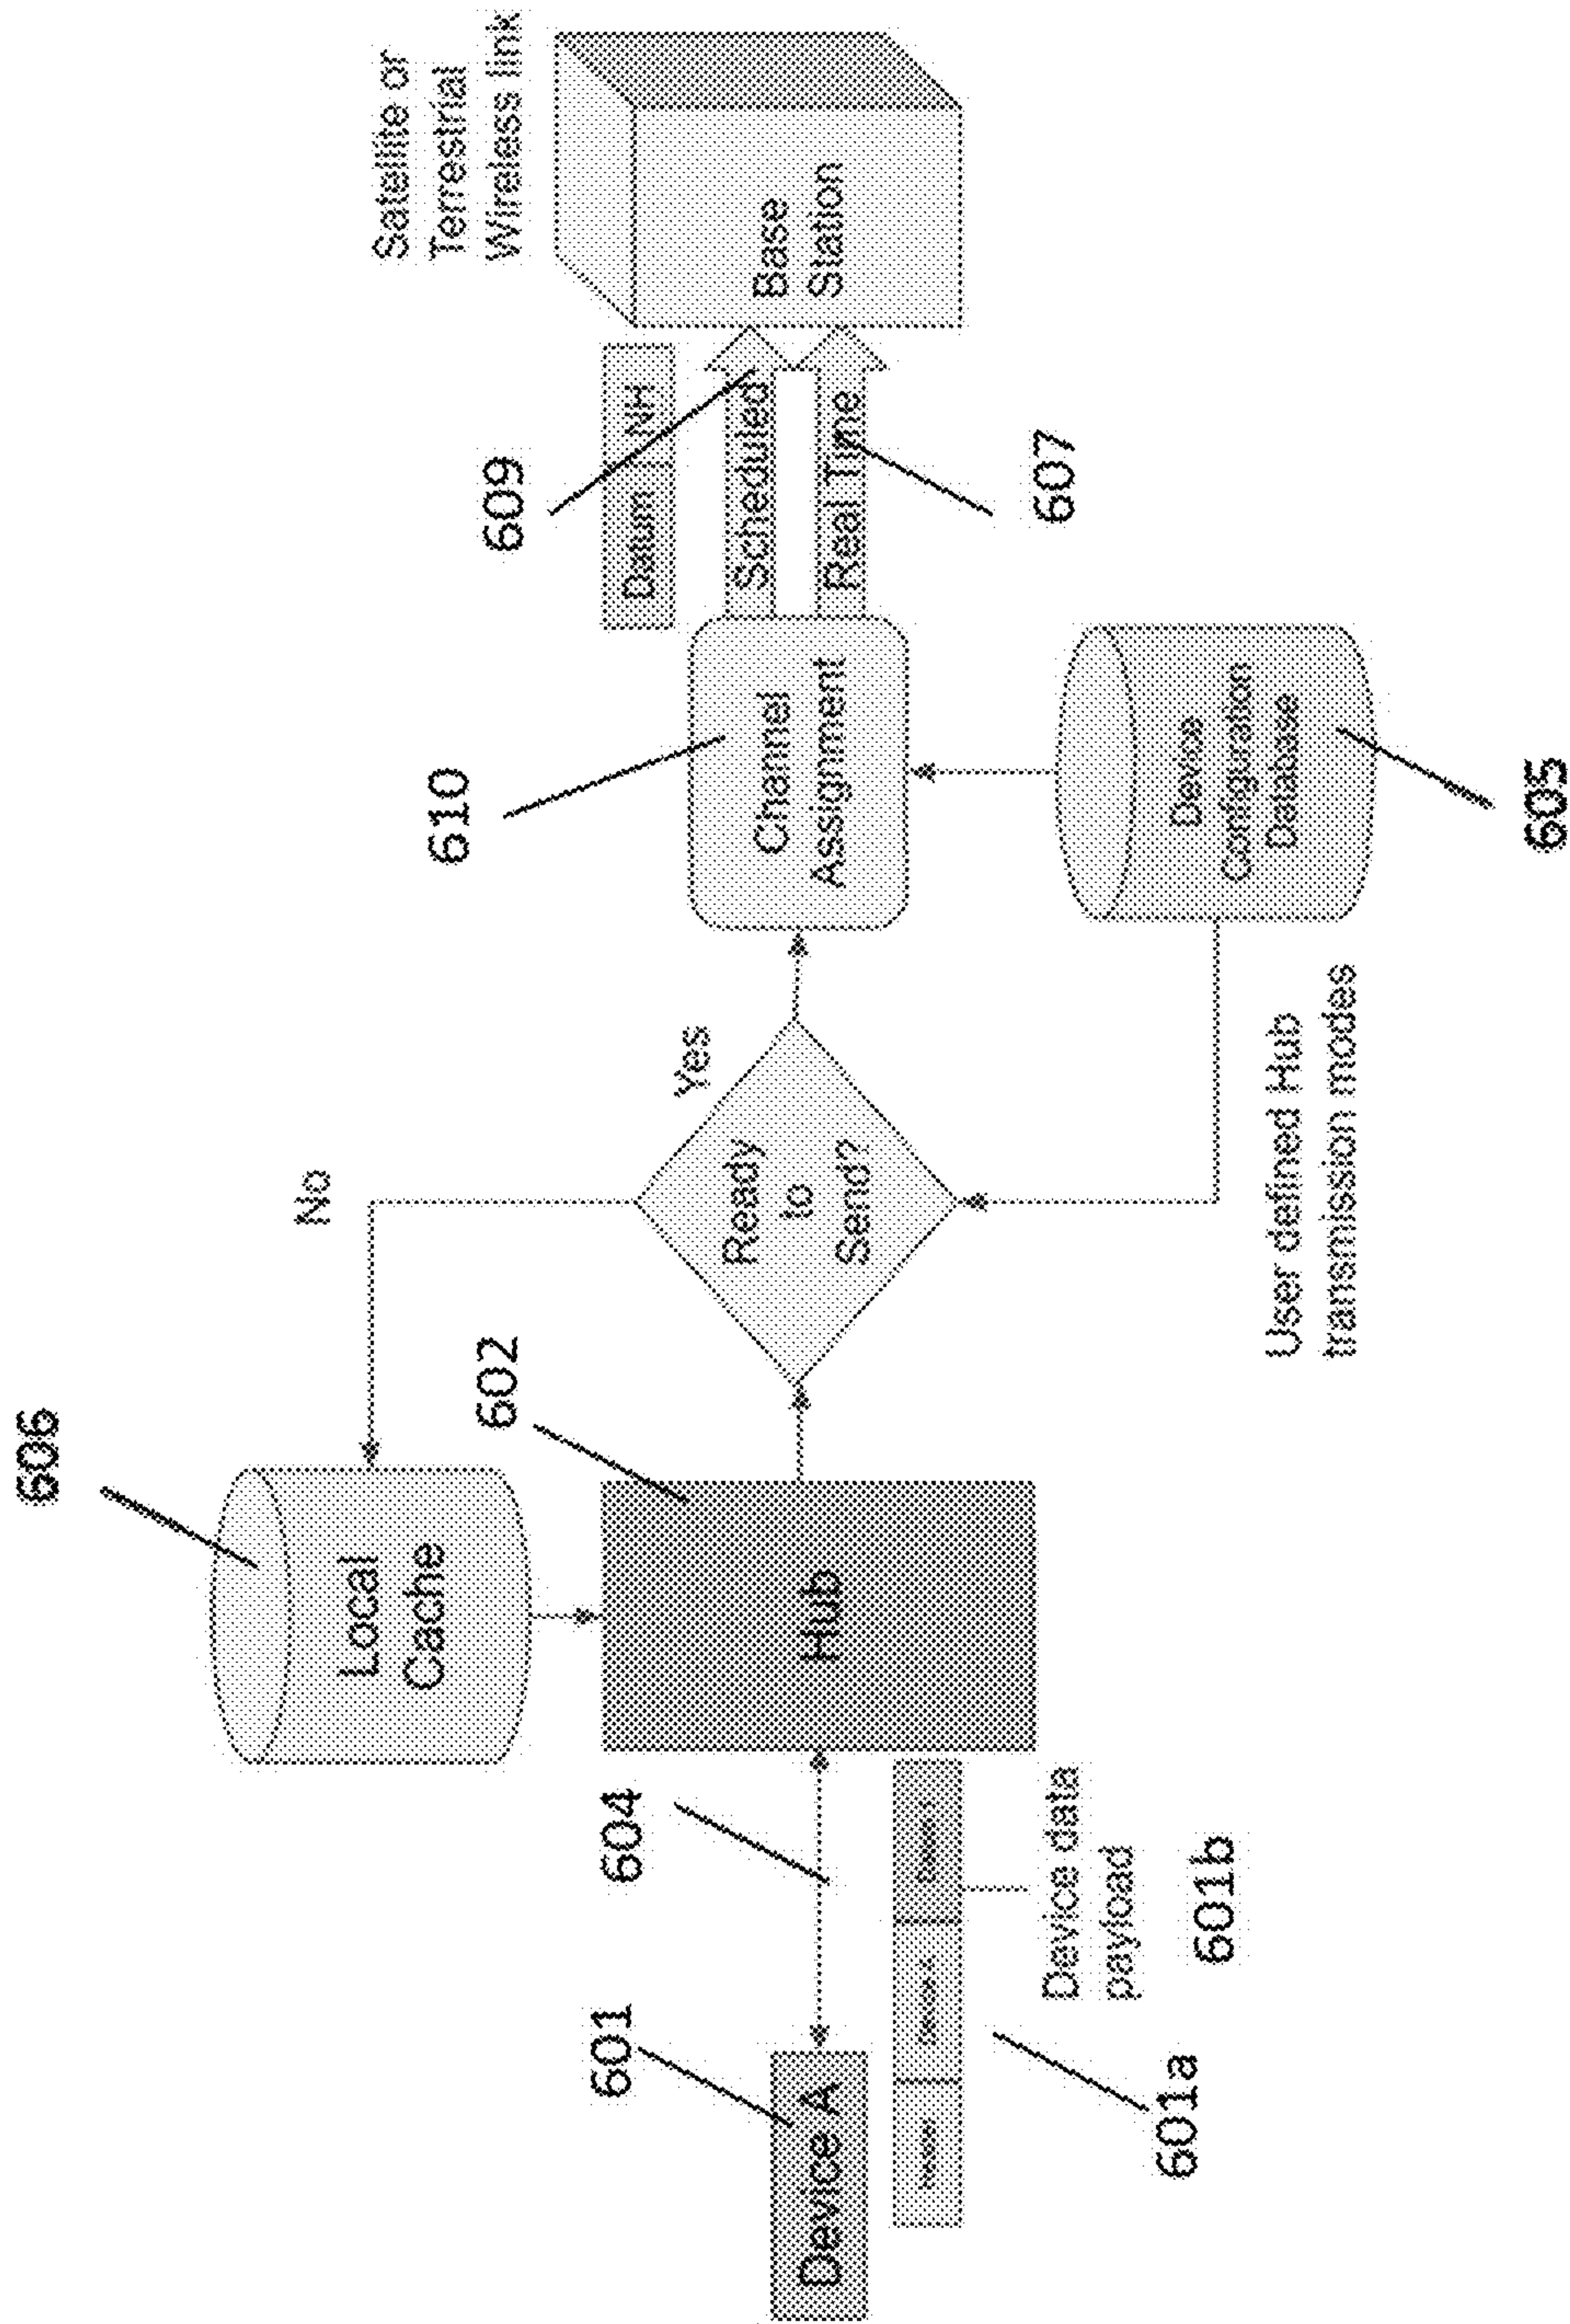 606
Local
Cache
No
Satellite or
Terrestrial
Wireless link
602
Hub
Ready
to
Send?
Yes
610
Channel
Assignment
609
Datum NH
Scheduled
Real Time
607
Base
Station
601
Device A
604
601a
Device data
payload
601b
User defined Hub
transmission modes
Device
Configuration
Database
605